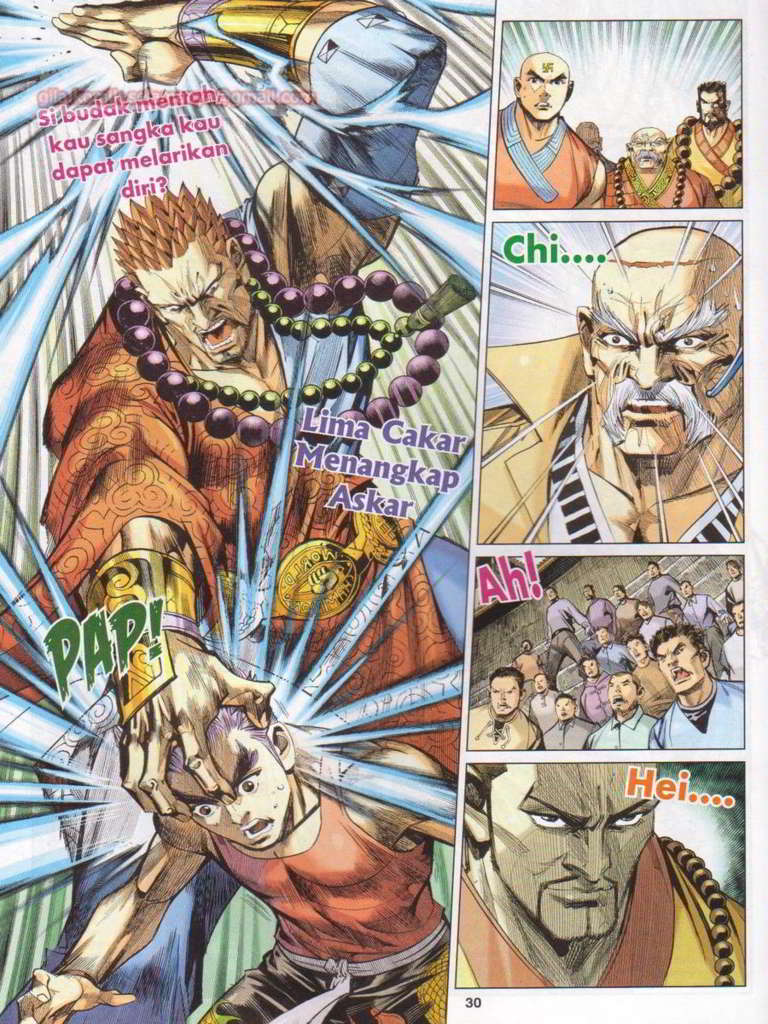 Si budak mentah
kau sangka kau
dapat melarikan
diri?
Lima Cakar
Menangkap
Askar
PAP!
Chi....
Ah!
Hei....
30